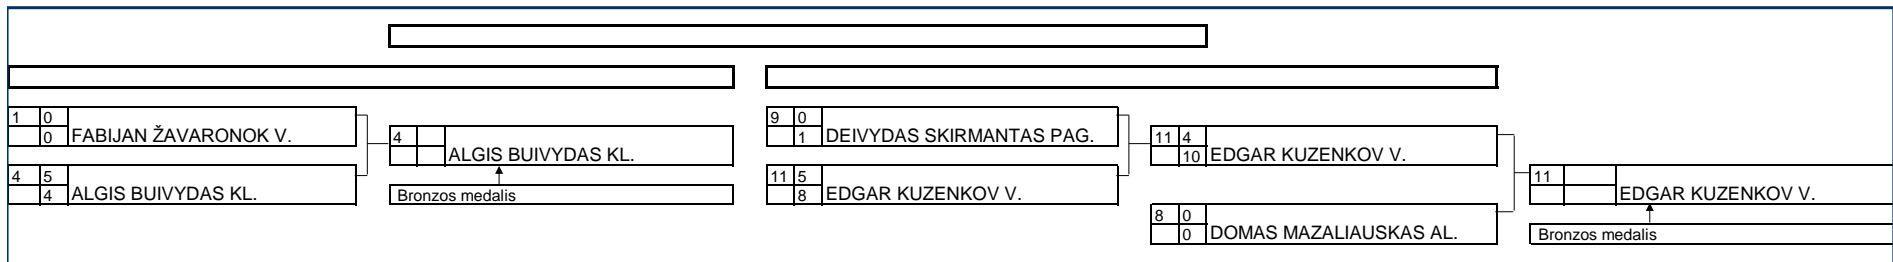 1 0
0 FABIJAN ŽAVARONOK V.
4 5
4 ALGIS BUIVYDAS KL.
4
ALGIS BUIVYDAS KL.
Bronzos medalis
9 0
1 DEIVYDAS SKIRMANTAS PAG.
11 5
8 EDGAR KUZENKOV V.
11 4
10 EDGAR KUZENKOV V.
8 0
0 DOMAS MAZALIAUSKAS AL.
11
EDGAR KUZENKOV V.
Bronzos medalis